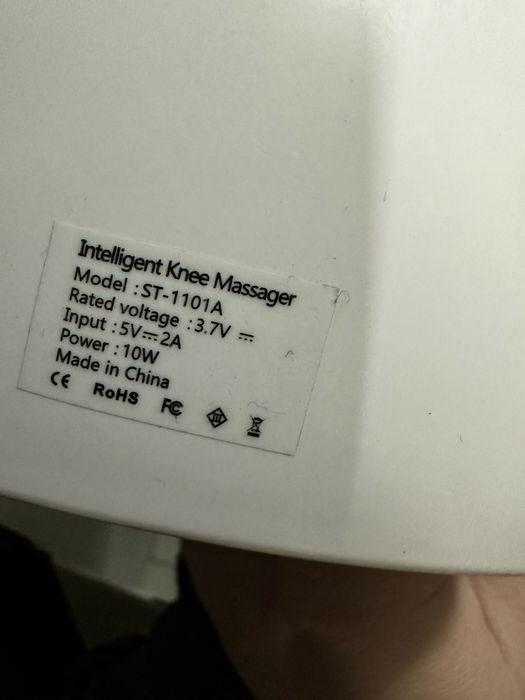 Intelligent Knee Massager
Model :ST-1101A
Rated voltage :3.7V ⎓
Input :5V⎓2A
Power :10W
Made in China
CE RoHS FC III